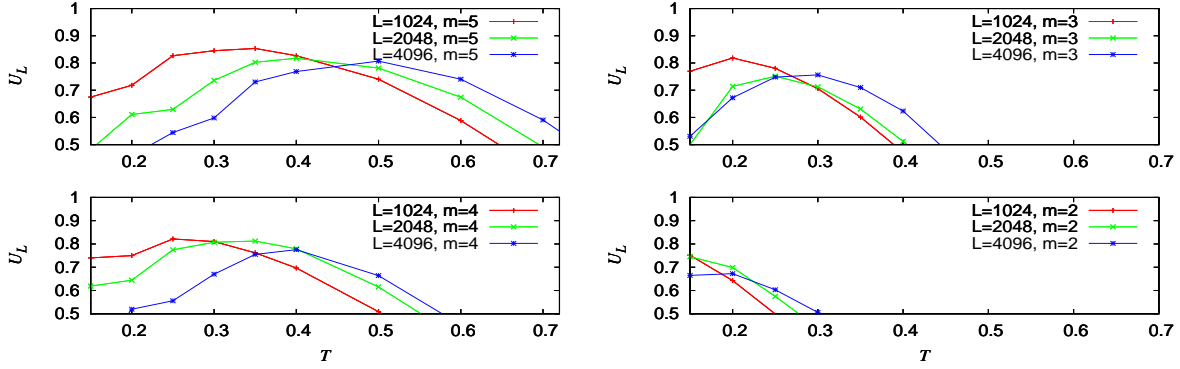 1
0.9
0.8
0.7
0.6
0.5
U_L
0.2 0.3 0.4 0.5 0.6 0.7
L=1024, m=5
L=2048, m=5
L=4096, m=5
1
0.9
0.8
0.7
0.6
0.5
U_L
0.2 0.3 0.4 0.5 0.6 0.7
L=1024, m=3
L=2048, m=3
L=4096, m=3
1
0.9
0.8
0.7
0.6
0.5
U_L
0.2 0.3 0.4 0.5 0.6 0.7
T
L=1024, m=4
L=2048, m=4
L=4096, m=4
1
0.9
0.8
0.7
0.6
0.5
U_L
0.2 0.3 0.4 0.5 0.6 0.7
T
L=1024, m=2
L=2048, m=2
L=4096, m=2